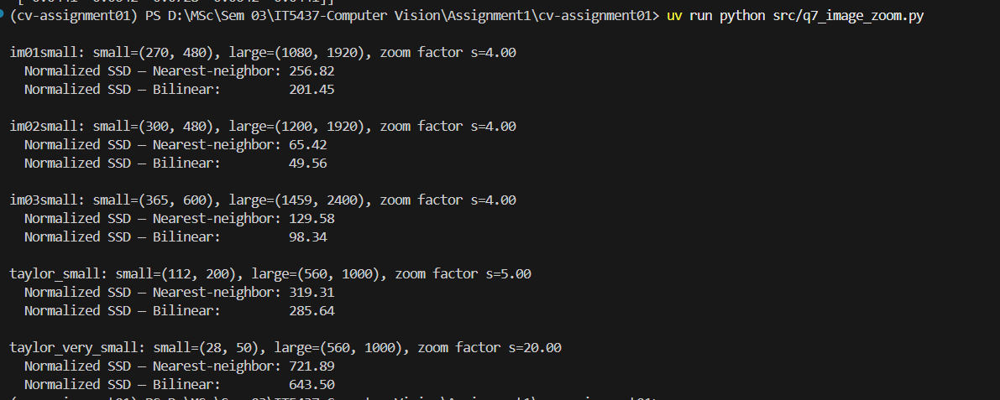 (cv-assignment01) PS D:\MSc\Sem 03\IT5437-Computer Vision\Assignment1\cv-assignment01> uv run python src/q7_image_zoom.py
im01small: small=(270, 480), large=(1080, 1920), zoom factor s=4.00
Normalized SSD — Nearest-neighbor: 256.82
Normalized SSD — Bilinear: 201.45
im02small: small=(300, 480), large=(1200, 1920), zoom factor s=4.00
Normalized SSD — Nearest-neighbor: 65.42
Normalized SSD — Bilinear: 49.56
im03small: small=(365, 600), large=(1459, 2400), zoom factor s=4.00
Normalized SSD — Nearest-neighbor: 129.58
Normalized SSD — Bilinear: 98.34
taylor_small: small=(112, 200), large=(560, 1000), zoom factor s=5.00
Normalized SSD — Nearest-neighbor: 319.31
Normalized SSD — Bilinear: 285.64
taylor_very_small: small=(28, 50), large=(560, 1000), zoom factor s=20.00
Normalized SSD — Nearest-neighbor: 721.89
Normalized SSD — Bilinear: 643.50